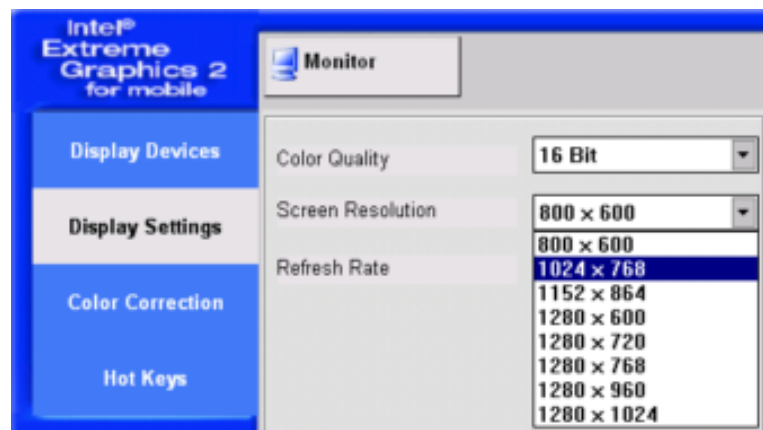 Intel®
Extreme
Graphics 2
for mobile
Monitor
Display Devices
Display Settings
Color Correction
Hot Keys
Color Quality
16 Bit
Screen Resolution
800 x 600
Refresh Rate
800 x 600
1024 x 768
1152 x 864
1280 x 600
1280 x 720
1280 x 768
1280 x 960
1280 x 1024